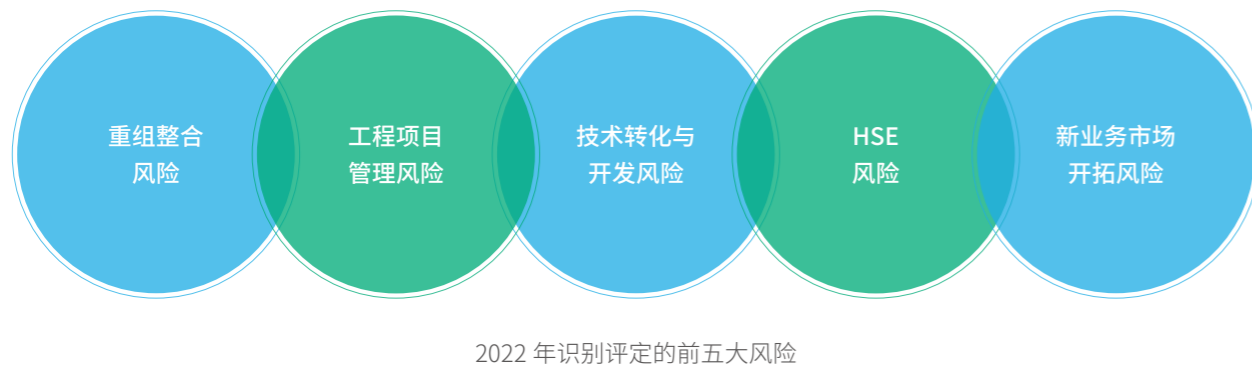 重组整合
风险
工程项目
管理风险
技术转化与
开发风险
HSE
风险
新业务市场
开拓风险
2022 年识别评定的前五大风险